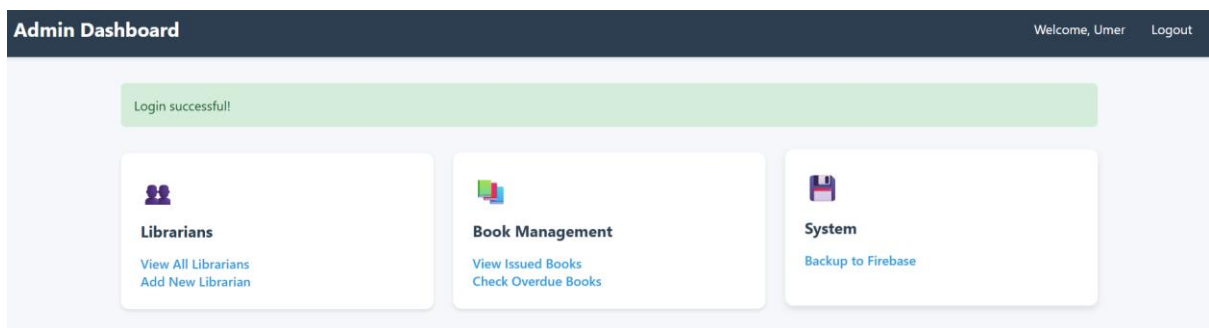 Admin Dashboard
Welcome, Umer Logout
Login successful!
Librarians
View All Librarians
Add New Librarian
Book Management
View Issued Books
Check Overdue Books
System
Backup to Firebase